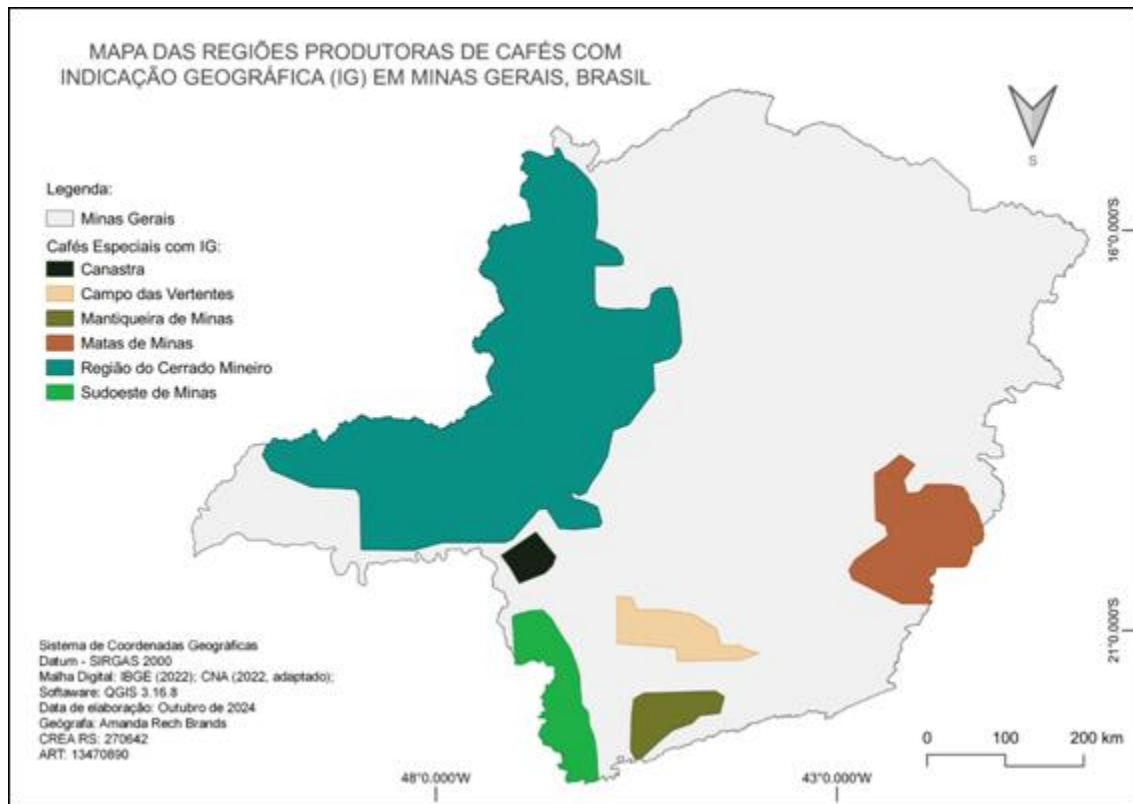 MAPA DAS REGIÕES PRODUTORAS DE CAFÉS COM
INDICAÇÃO GEOGRÁFICA (IG) EM MINAS GERAIS, BRASIL
S
Legenda:
Minas Gerais
Cafés Especiais com IG:
Canastra
Campo das Vertentes
Mantiqueira de Minas
Matas de Minas
Região do Cerrado Mineiro
Sudoeste de Minas
16°0.000'S
21°0.000'S
Sistema de Coordenadas Geográficas
Datum - SIRGAS 2000
Malha Digital: IBGE (2022); CNA (2022, adaptado);
Softaware: QGIS 3.16.8
Data de elaboração: Outubro de 2024
Geógrafa: Amanda Rech Brands
CREA RS: 270642
ART: 13470890
0 100 200 km
48°0.000'W
43°0.000'W